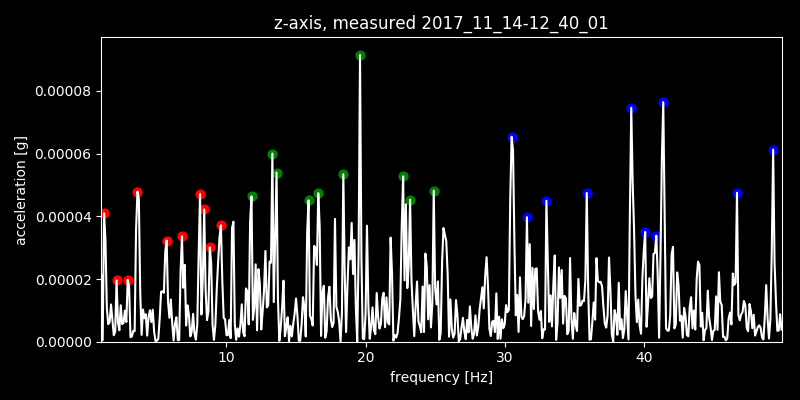 z-axis, measured 2017_11_14-12_40_01
acceleration [g]
0.00008
0.00006
0.00004
0.00002
0.00000
10 20 30 40
frequency [Hz]